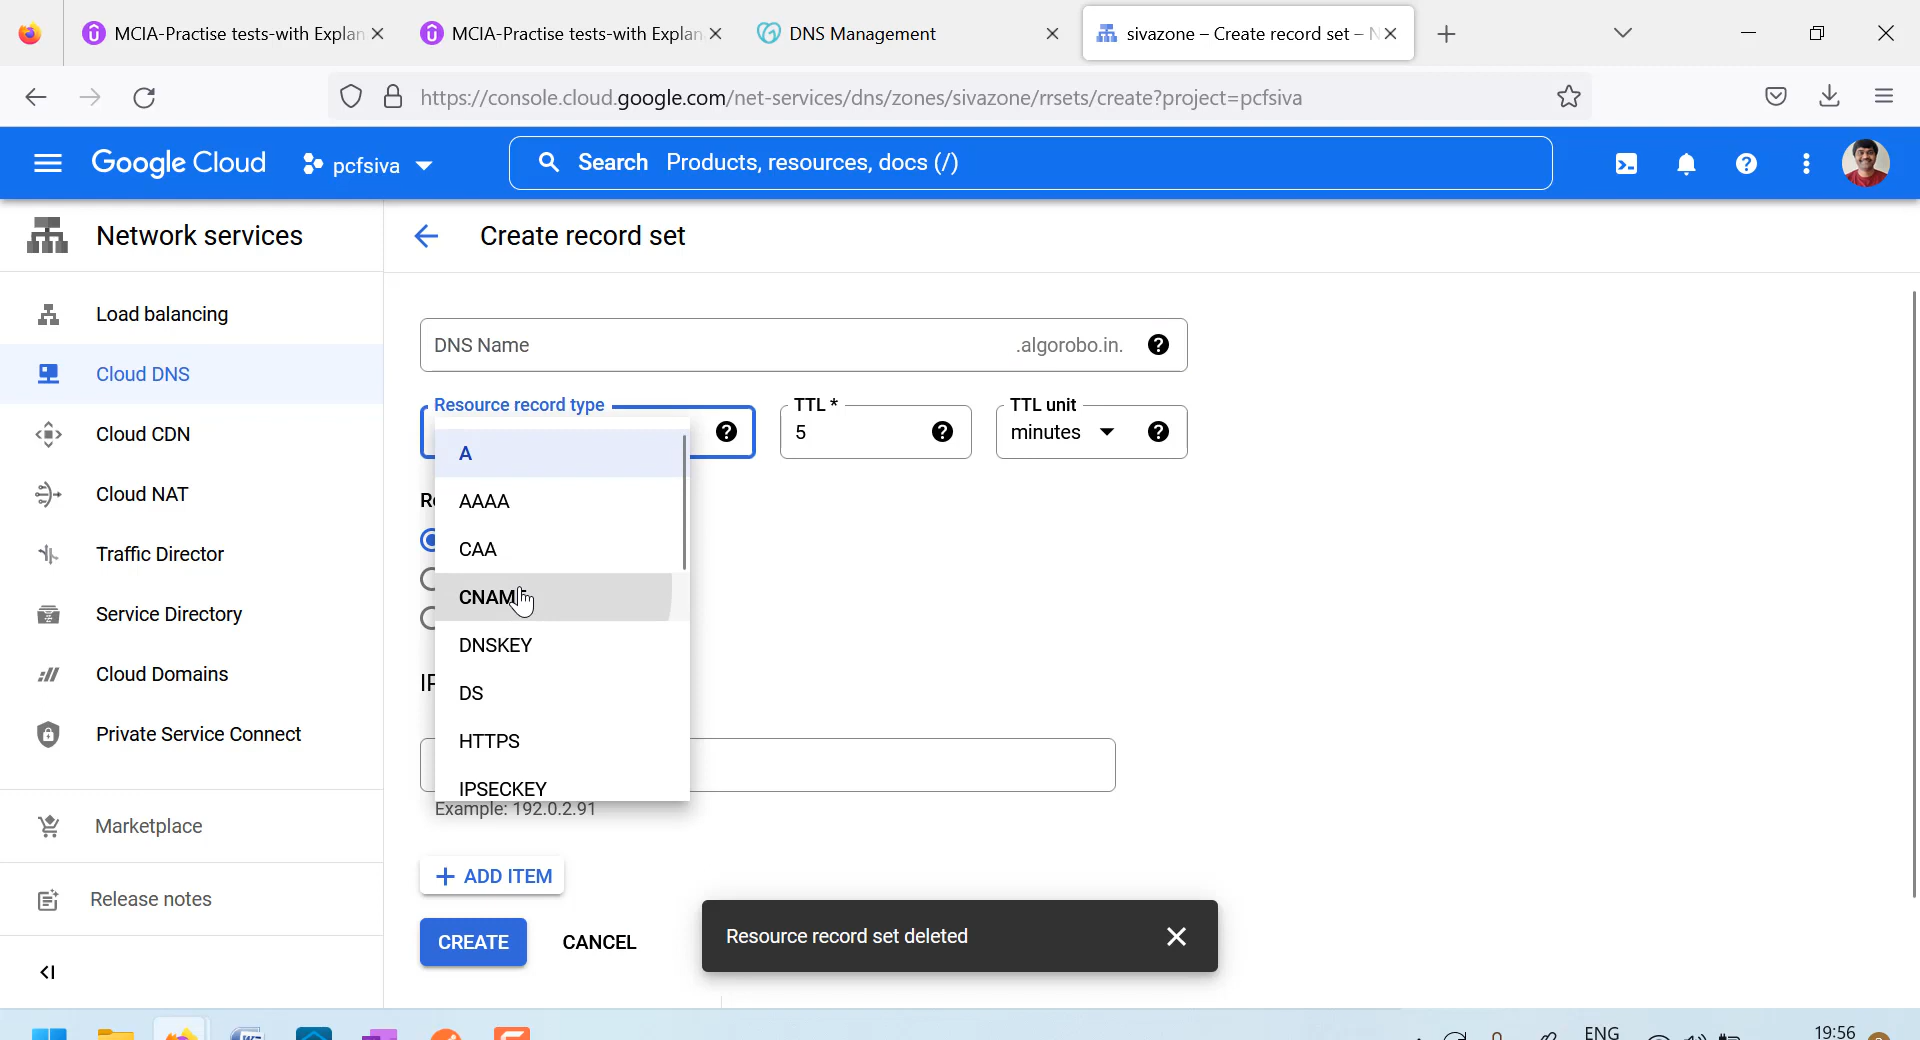 MCIA-Practise tests-with Explan
MCIA-Practise tests-with Explan
DNS Management
sivazone – Create record set –
https://console.cloud.google.com/net-services/dns/zones/sivazone/rrsets/create?project=pcfsiva
Google Cloud
pcfsiva
Search Products, resources, docs (/)
Network services
Create record set
Load balancing
Cloud DNS
Cloud CDN
Cloud NAT
Traffic Director
Service Directory
Cloud Domains
Private Service Connect
Marketplace
Release notes
DNS Name
.algorobo.in.
Resource record type
TTL *
5
TTL unit
minutes
A
AAAA
CAA
CNAM
DNSKEY
DS
HTTPS
IPSECKEY
Example: 192.0.2.91
ADD ITEM
CREATE
CANCEL
Resource record set deleted
ENG
19:56